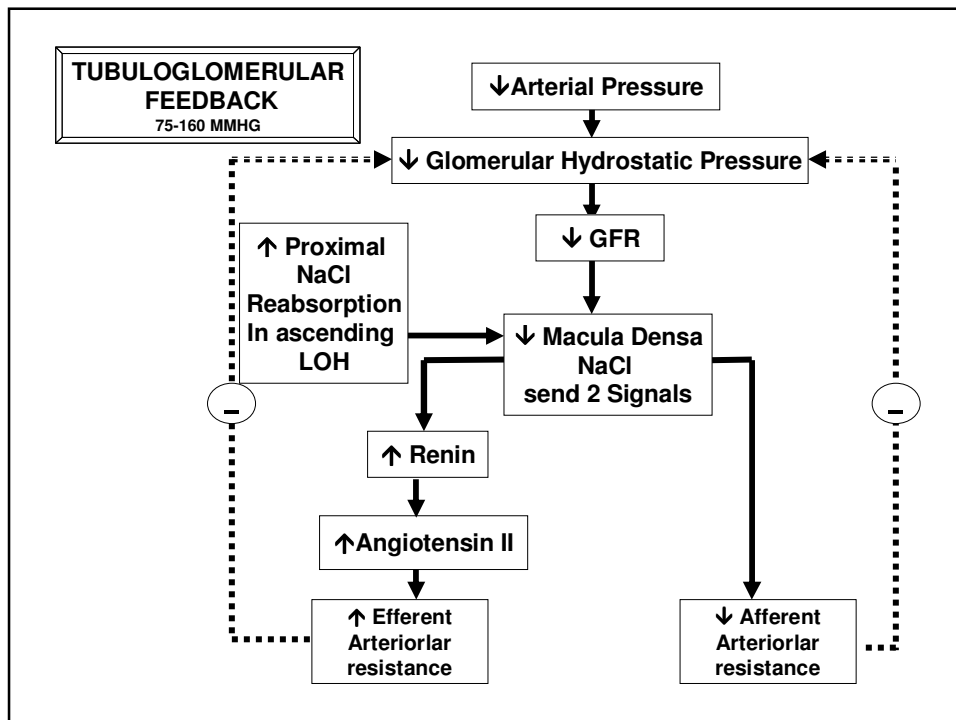 TUBULOGLOMERULAR
FEEDBACK
75-160 MMHG
↓Arterial Pressure
↓ Glomerular Hydrostatic Pressure
↓ GFR
↑ Proximal
NaCl
Reabsorption
In ascending
LOH
↓ Macula Densa
NaCl
send 2 Signals
–
–
↑ Renin
↑Angiotensin II
↑ Efferent
Arteriorlar
resistance
↓ Afferent
Arteriorlar
resistance